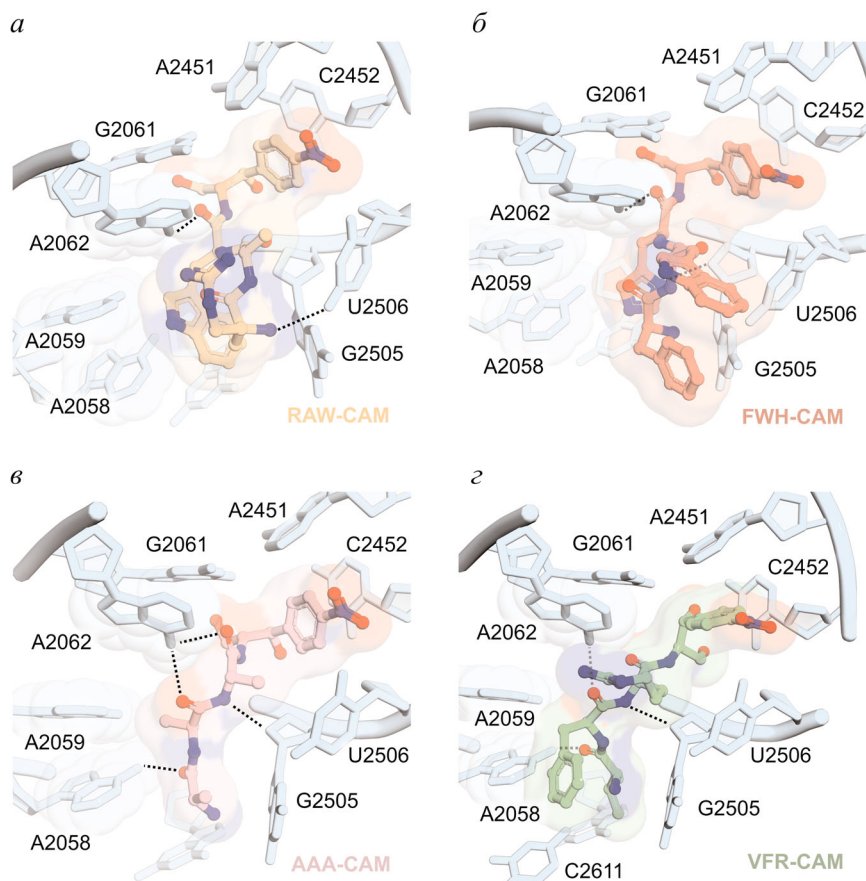 а
A2451
C2452
G2061
A2062
A2059
A2058
U2506
G2505
RAW-CAM
б
A2451
C2452
G2061
A2062
A2059
A2058
U2506
G2505
FWH-CAM
в
A2451
C2452
G2061
A2062
A2059
A2058
U2506
G2505
AAA-CAM
г
A2451
C2452
G2061
A2062
A2059
A2058
U2506
G2505
C2611
VFR-CAM